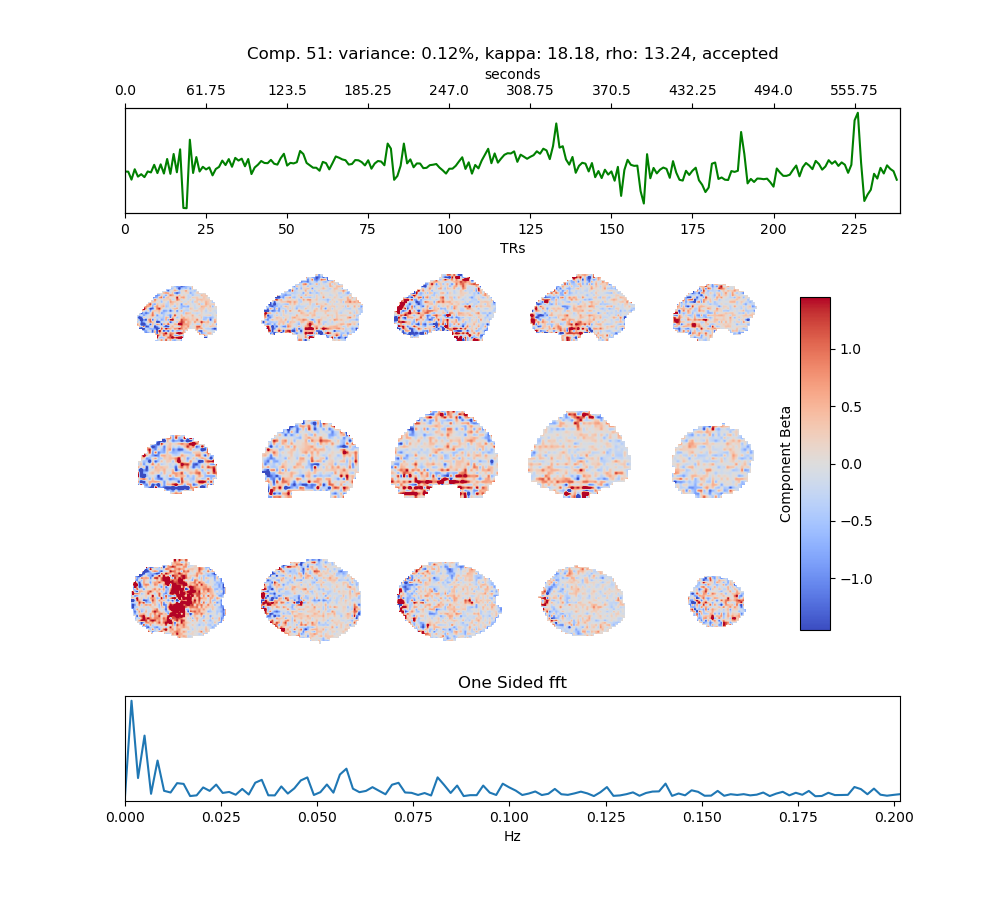 Comp. 51: variance: 0.12%, kappa: 18.18, rho: 13.24, accepted
seconds
0.0 61.75 123.5 185.25 247.0 308.75 370.5 432.25 494.0 555.75
0 25 50 75 100 125 150 175 200 225
TRs
1.0
0.5
0.0
−0.5
−1.0
Component Beta
One Sided fft
0.000 0.025 0.050 0.075 0.100 0.125 0.150 0.175 0.200
Hz